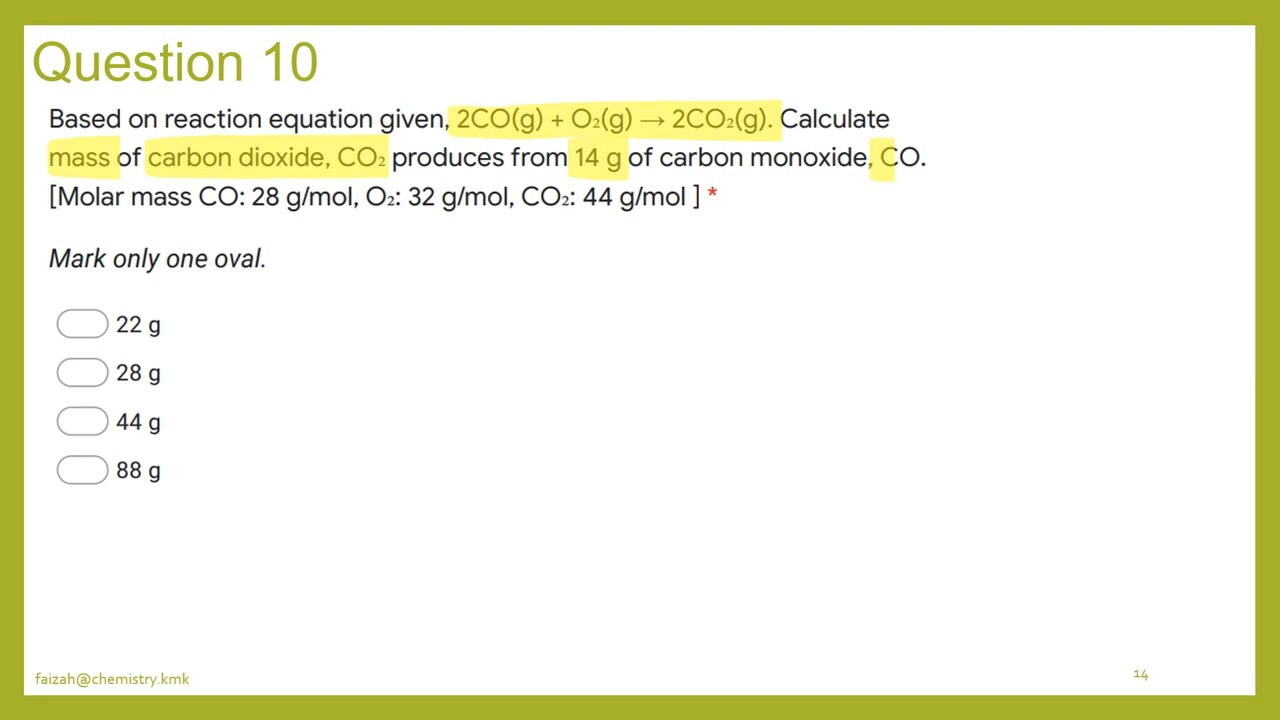 Question 10
Based on reaction equation given, 2CO(g) + O₂(g) → 2CO₂(g). Calculate
mass of carbon dioxide, CO₂ produces from 14 g of carbon monoxide, CO.
[Molar mass CO: 28 g/mol, O₂: 32 g/mol, CO₂: 44 g/mol ] *
Mark only one oval.
22 g
28 g
44 g
88 g
faizah@chemistry.kmk
14